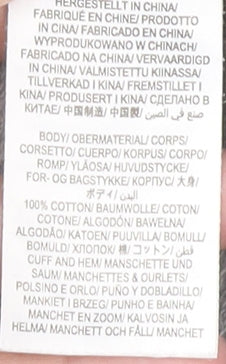 HERGESTELLT IN CHINA/
FABRIQUÉ EN CHINE/ PRODOTTO
IN CINA/ FABRICADO EN CHINA/
WYPRODUKOWANO W CHINACH/
FABRICADO NA CHINA/ VERVAARDIGD
IN CHINA/ VALMISTETTU KIINASSA/
TILLVERKAD I KINA/ FREMSTILLET I
KINA/ PRODUSERT I KINA/ СДЕЛАНО В
КИТАЕ/ 中国制造/ 中国製/ صنع في الصين
BODY/ OBERMATERIAL/ CORPS/
CORSETTO/ CUERPO/ KORPUS/ CORPO/
ROMP/ YLÄOSA/ HUVUDSTYCKE/
FOR- OG BAGSTYKKE/ КОРПУС/ 大身/
ボディ/ البدن
100% COTTON/ BAUMWOLLE/ COTON/
COTONE/ ALGODÓN/ BAWEŁNA/
ALGODÃO/ KATOEN/ PUUVILLA/ BOMULL/
BOMULD/ ХЛОПОК/ 棉/ コットン/ قطن
CUFF AND HEM/ MANSCHETTE UND
SAUM/ MANCHETTES & OURLETS/
POLSINO E ORLO/ PUÑO Y DOBLADILLO/
MANKIET I BRZEG/ PUNHO E BAINHA/
MANCHET EN ZOOM/ KALVOSIN JA
HELMA/ MANCHETT OCH FÅLL/ MANCHET